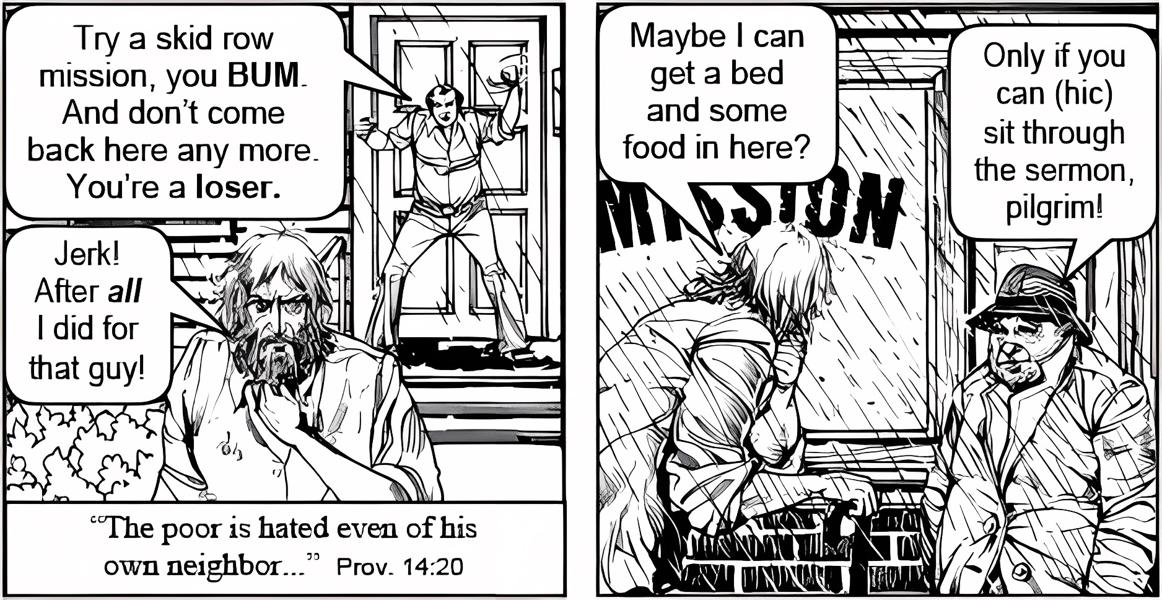 Try a skid row
mission, you BUM.
And don't come
back here any more.
You're a loser.
Jerk!
After all
I did for
that guy!
"The poor is hated even of his
own neighbor..." Prov. 14:20
Maybe I can
get a bed
and some
food in here?
Only if you
can (hic)
sit through
the sermon,
pilgrim!
MISSION